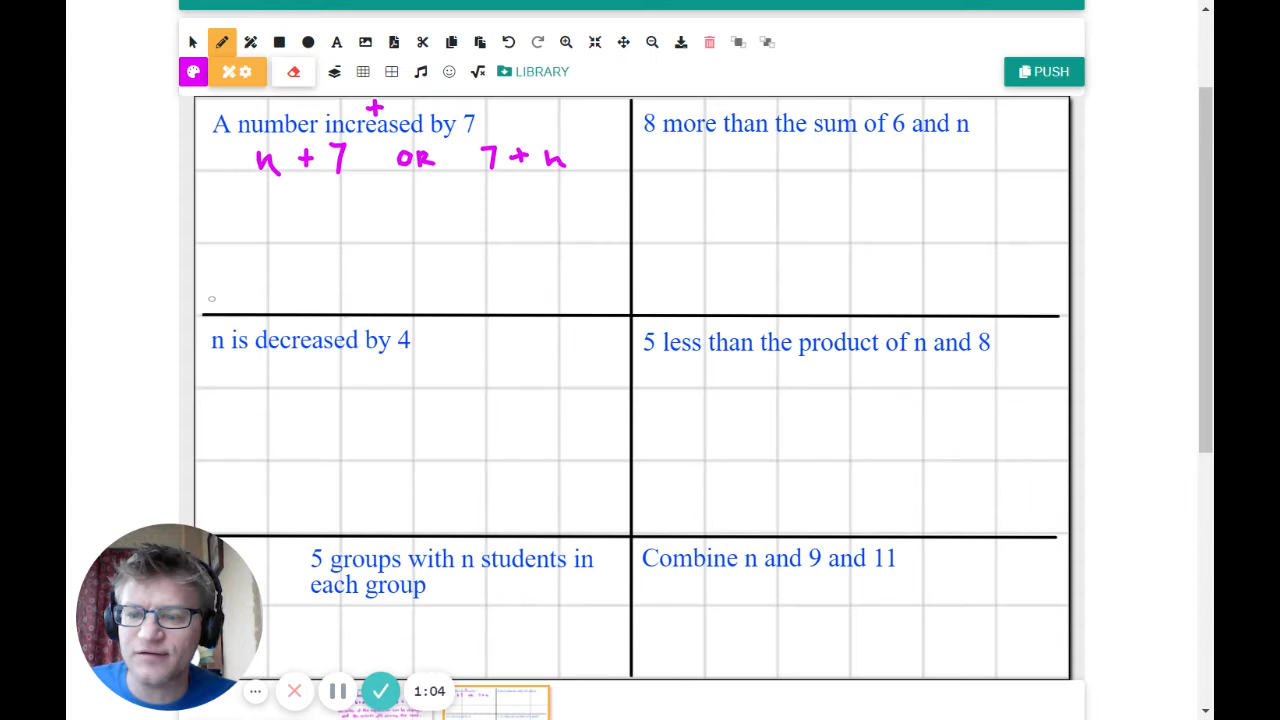 LIBRARY
PUSH
A number increased by 7
+
n + 7 OR 7 + n
8 more than the sum of 6 and n
n is decreased by 4
5 less than the product of n and 8
5 groups with n students in
each group
Combine n and 9 and 11
1:04